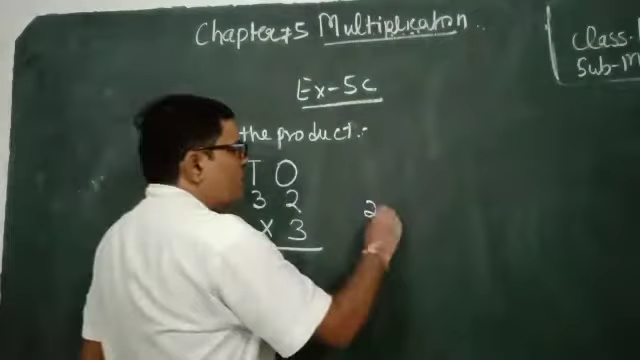 Chapter 5 Multiplication
Class:
Sub-M
Ex-5C
the product:-
T O
3 2
× 3
2